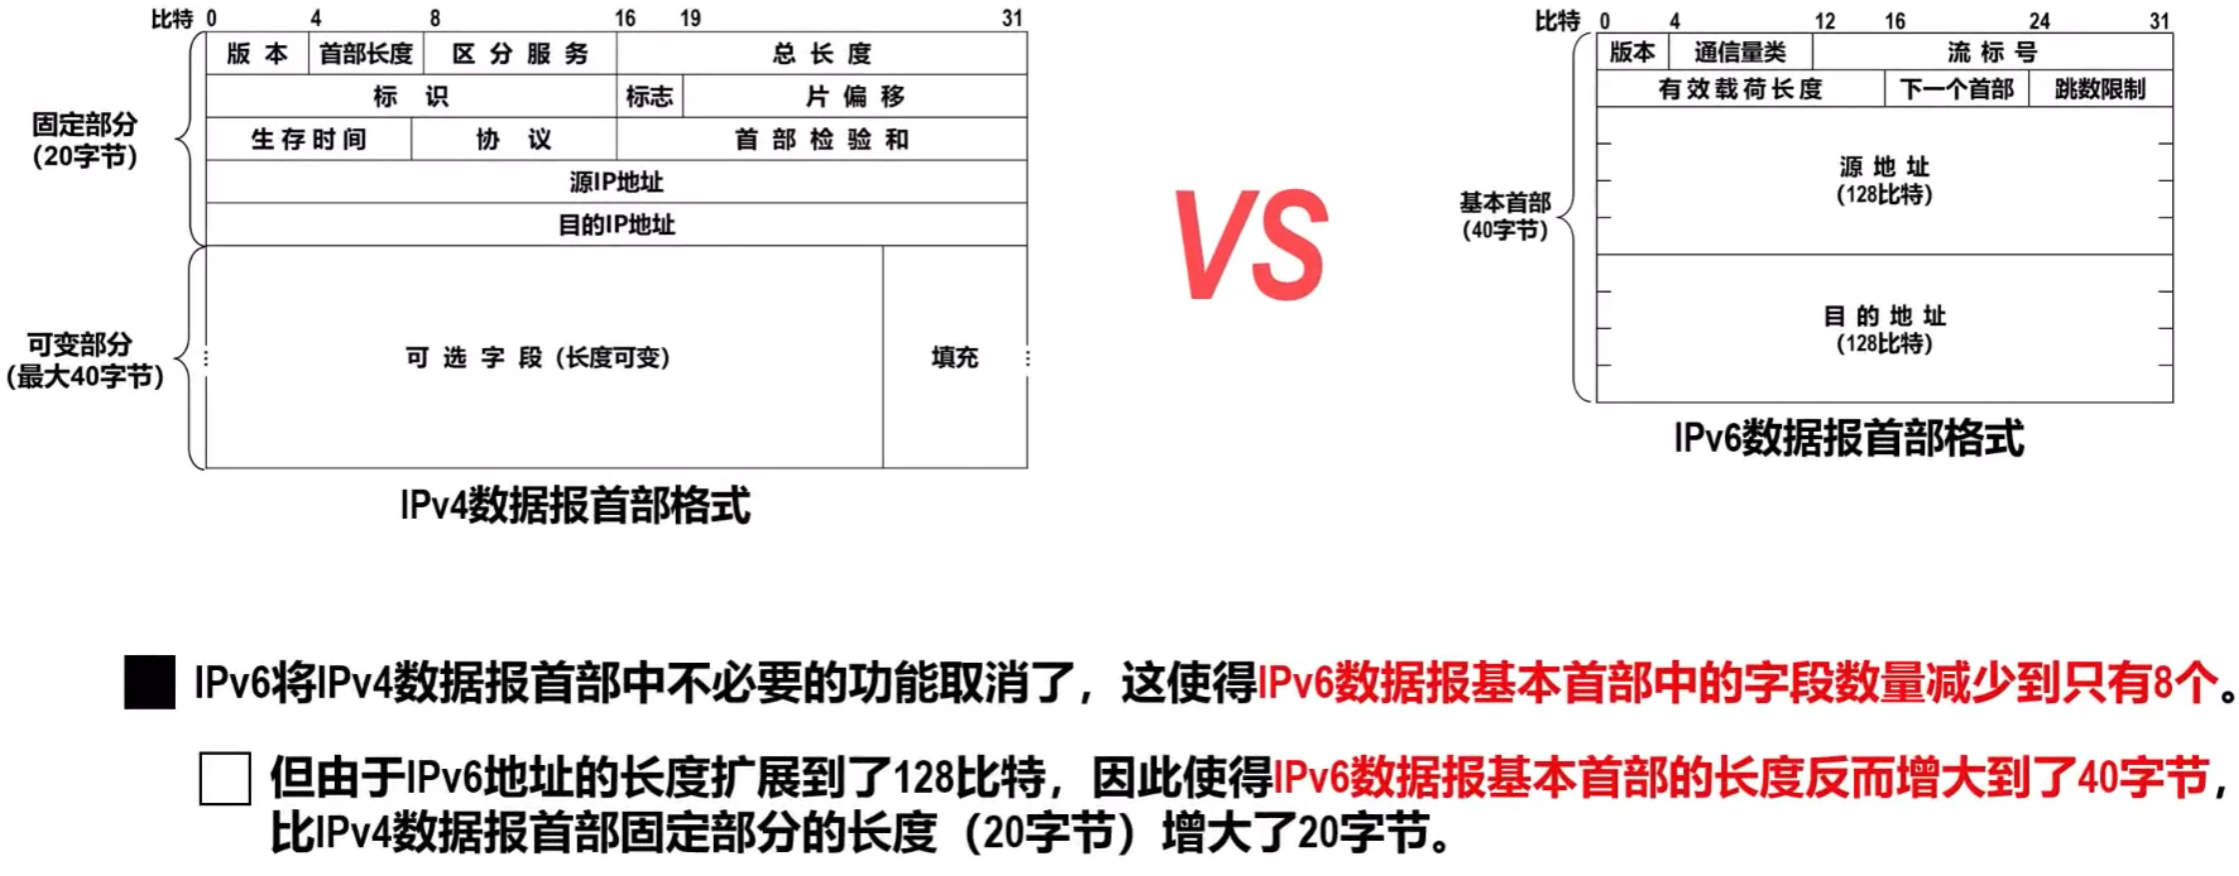 比特 0 4 8 16 19 31
版本 首部长度 区分服务 总长度
标识 标志 片偏移
固定部分
(20字节)
生存时间 协议 首部检验和
源IP地址
目的IP地址
可变部分
(最大40字节)
可选字段 (长度可变) 填充
IPv4数据报首部格式
VS
比特 0 4 12 16 24 31
版本 通信量类 流标号
有效载荷长度 下一个首部 跳数限制
源地址
(128比特)
基本首部
(40字节)
目的地址
(128比特)
IPv6数据报首部格式
IPv6将IPv4数据报首部中不必要的功能取消了，这使得IPv6数据报基本首部中的字段数量减少到只有8个。
但由于IPv6地址的长度扩展到了128比特，因此使得IPv6数据报基本首部的长度反而增大到了40字节，
比IPv4数据报首部固定部分的长度（20字节）增大了20字节。